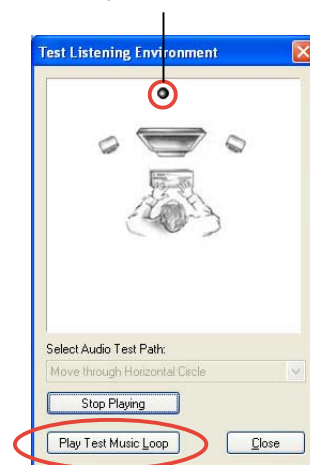 Test Listening Environment
Select Audio Test Path:
Move through Horizontal Circle
Stop Playing
Play Test Music Loop
Close